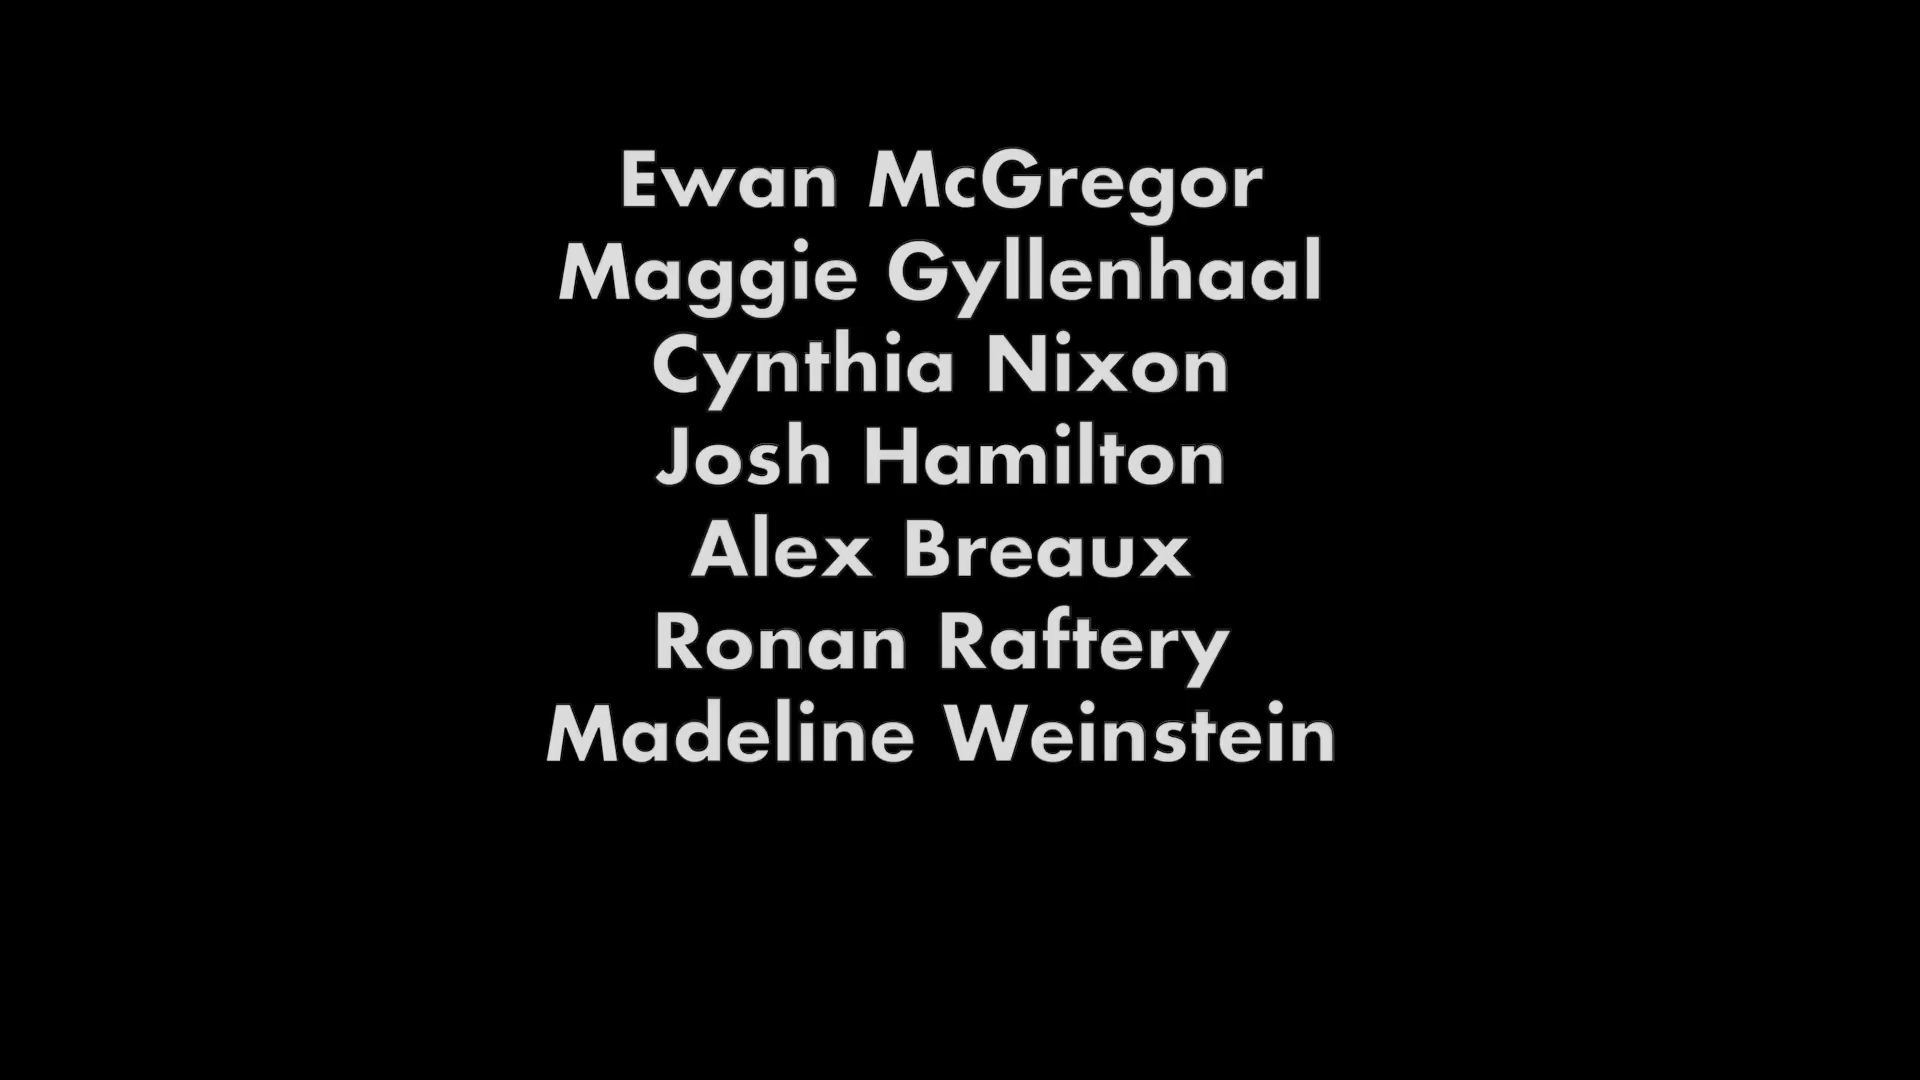 Ewan McGregor
Maggie Gyllenhaal
Cynthia Nixon
Josh Hamilton
Alex Breaux
Ronan Raftery
Madeline Weinstein